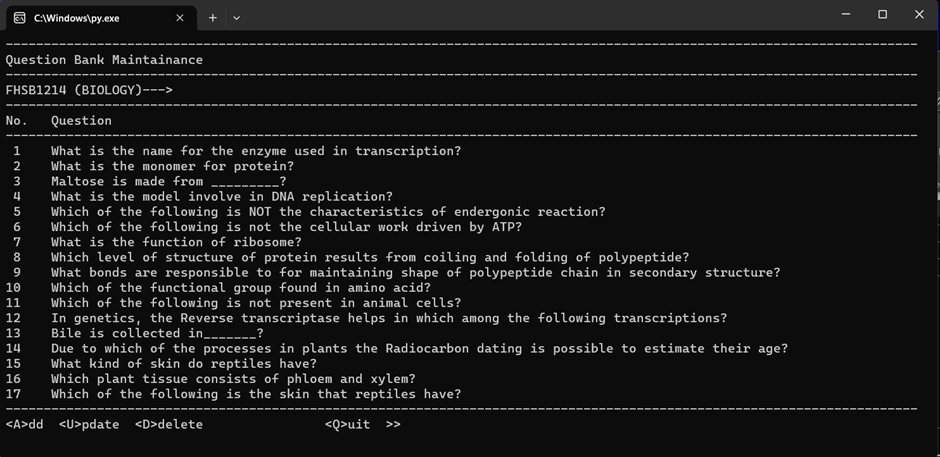 C:\Windows\py.exe
Question Bank Maintainance
FHSB1214 (BIOLOGY)--->
No. Question
1 What is the name for the enzyme used in transcription?
2 What is the monomer for protein?
3 Maltose is made from _________?
4 What is the model involve in DNA replication?
5 Which of the following is NOT the characteristics of endergonic reaction?
6 Which of the following is not the cellular work driven by ATP?
7 What is the function of ribosome?
8 Which level of structure of protein results from coiling and folding of polypeptide?
9 What bonds are responsible to for maintaining shape of polypeptide chain in secondary structure?
10 Which of the functional group found in amino acid?
11 Which of the following is not present in animal cells?
12 In genetics, the Reverse transcriptase helps in which among the following transcriptions?
13 Bile is collected in_______?
14 Due to which of the processes in plants the Radiocarbon dating is possible to estimate their age?
15 What kind of skin do reptiles have?
16 Which plant tissue consists of phloem and xylem?
17 Which of the following is the skin that reptiles have?
<A>dd <U>pdate <D>delete <Q>uit >>